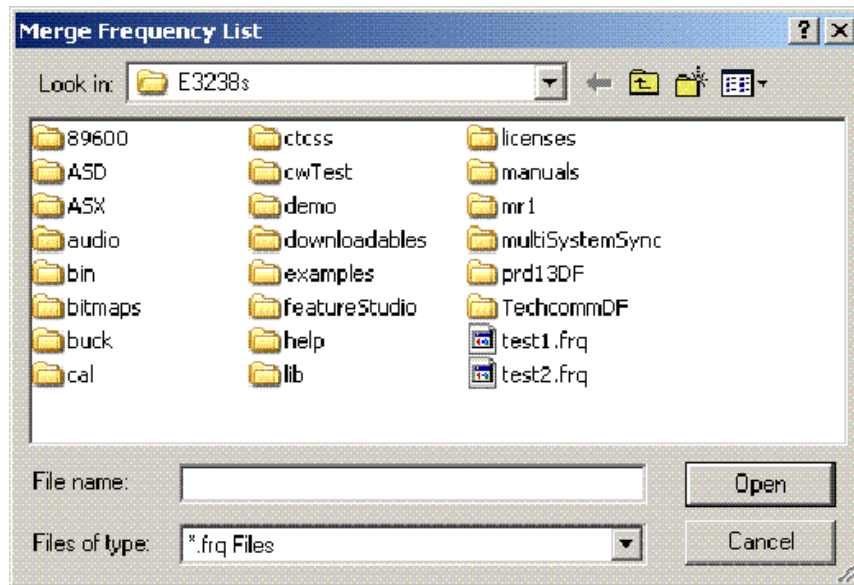 Merge Frequency List
Look in: E3238s
89600 ctcss licenses
ASD cwTest manuals
ASX demo mr1
audio downloadables multiSystemSync
bin examples prd13DF
bitmaps featureStudio TechcommDF
buck help test1.frq
cal lib test2.frq
File name: Open
Files of type: *.frq Files Cancel